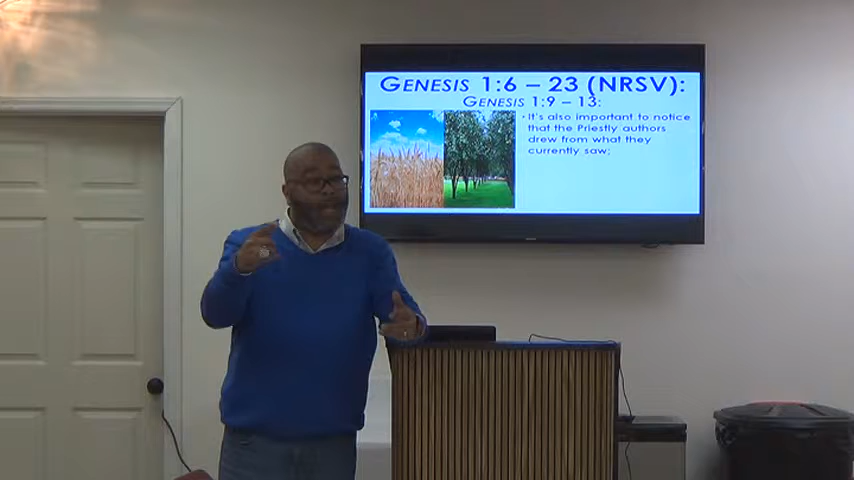 GENESIS 1:6 – 23 (NRSV):
GENESIS 1:9 – 13:
• It's also important to notice
that the Priestly authors
drew from what they
currently saw;